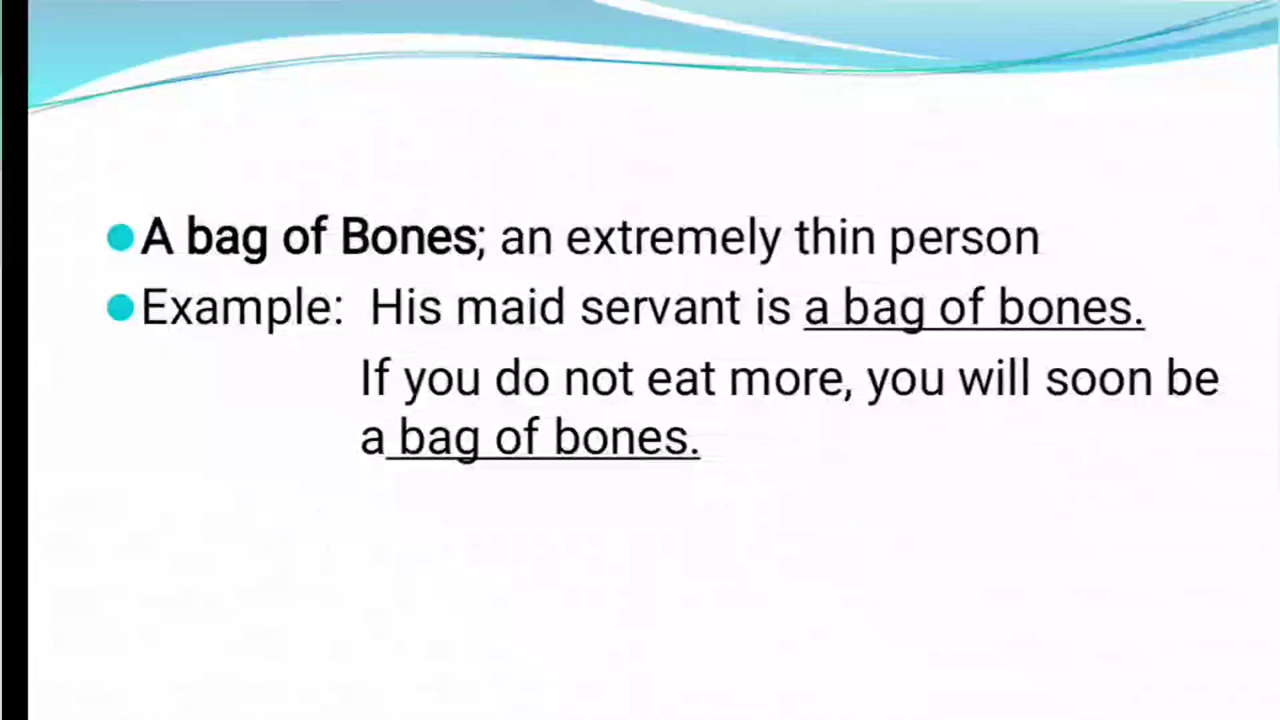 A bag of Bones; an extremely thin person
Example: His maid servant is a bag of bones.
If you do not eat more, you will soon be
a bag of bones.